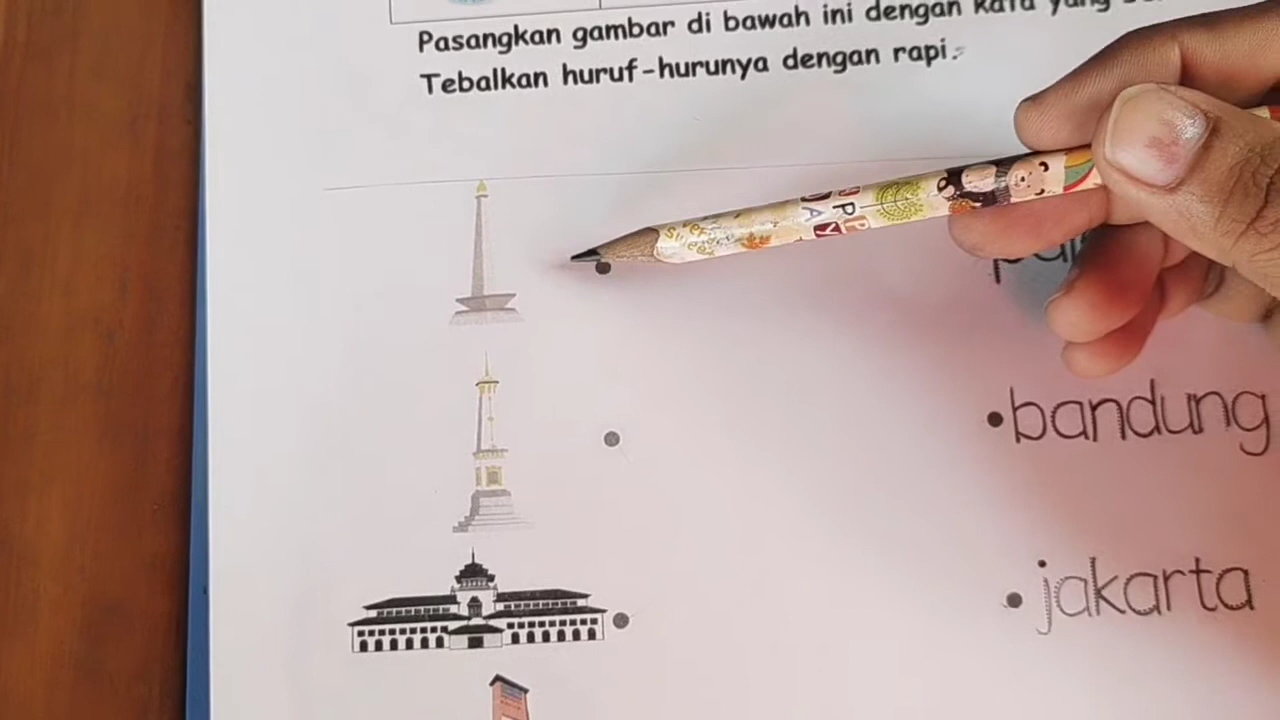 Pasangkan gambar di bawah ini dengan kata yang
Tebalkan huruf-hurunya dengan rapi.
bandung
jakarta